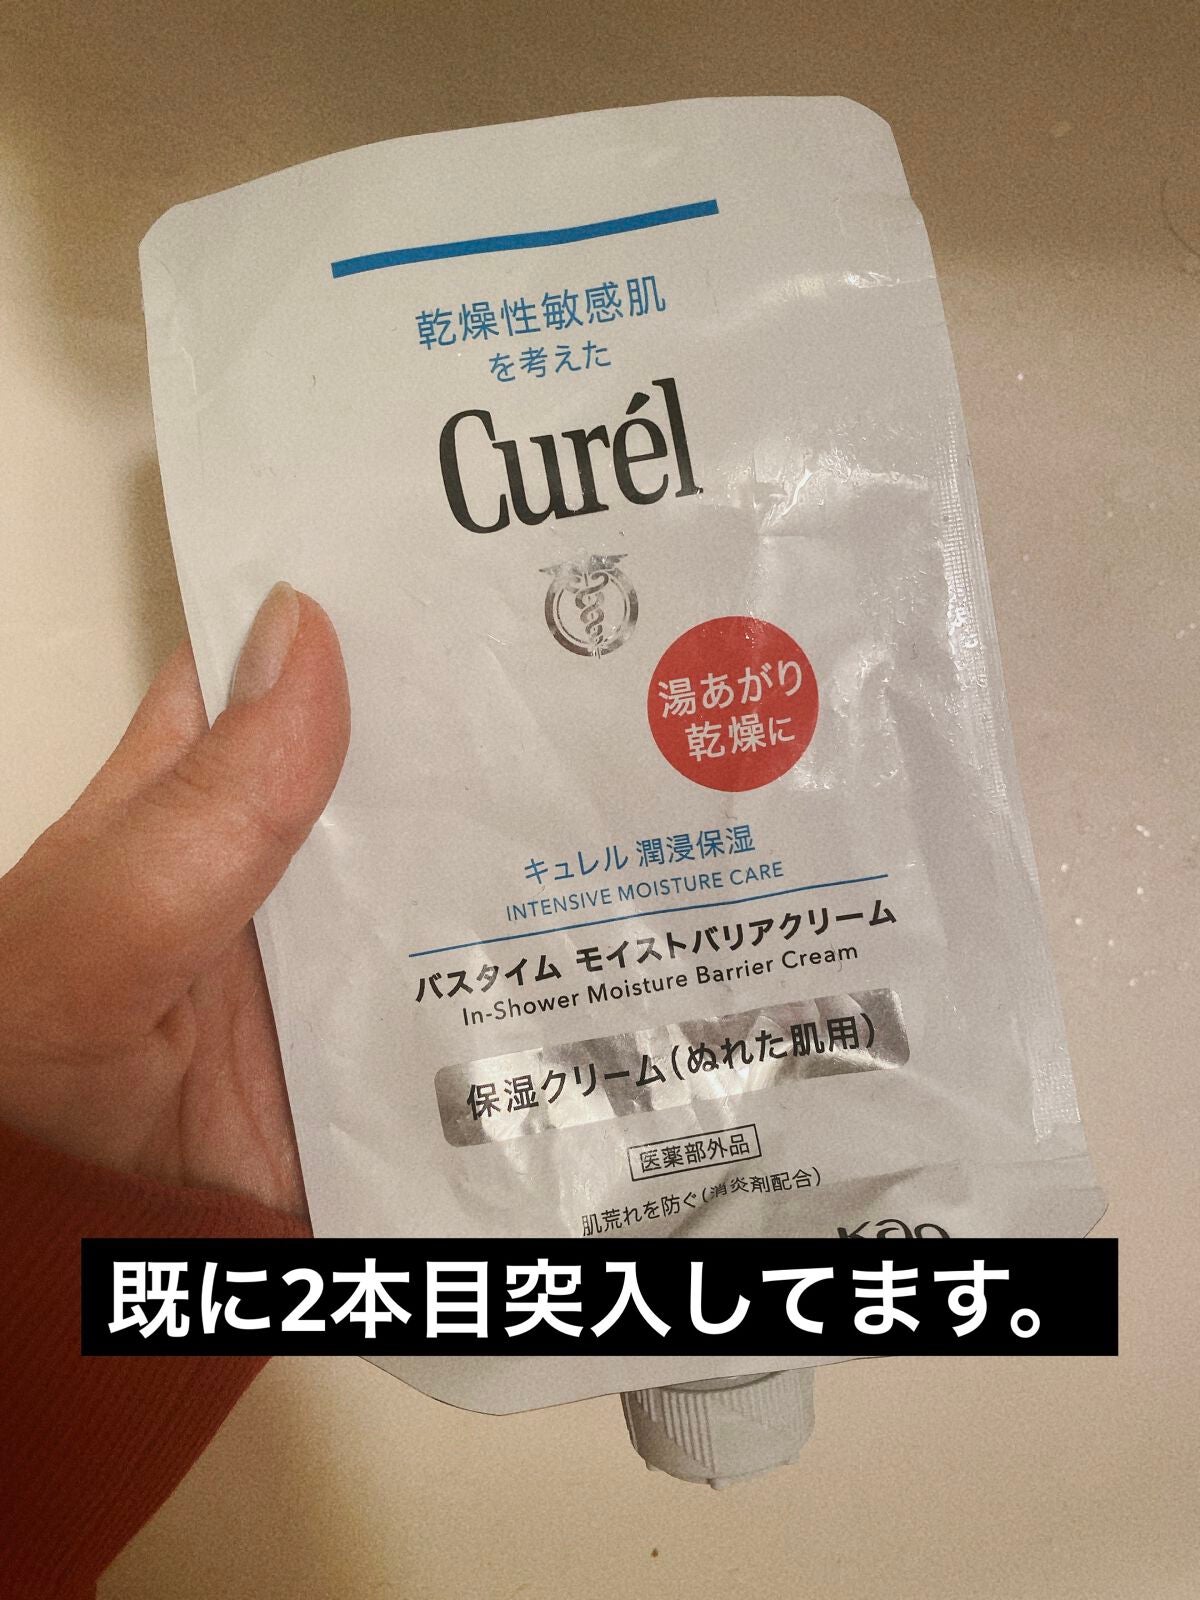 乾燥性敏感肌
を考えた
Curél
湯あがり
乾燥に
キュレル 潤浸保湿
INTENSIVE MOISTURE CARE
バスタイム モイストバリアクリーム
In-Shower Moisture Barrier Cream
保湿クリーム(ぬれた肌用)
医薬部外品
肌荒れを防ぐ(消炎剤配合)
Kao
既に2本目突入してます。